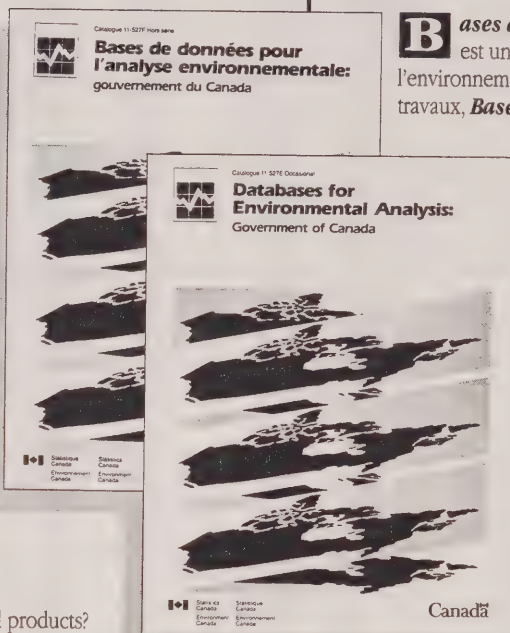 Catalogue 11-527F Hors série
Bases de données pour
l'analyse environnementale:
gouvernement du Canada
Statistique
Canada
Statistics
Canada
Environnement
Canada
Environment
Canada
Catalogue 11-527E Occasional
Databases for
Environmental Analysis:
Government of Canada
Statistics
Canada
Statistique
Canada
Environment
Canada
Environnement
Canada
Canada
Bases
est un
l'environnem
travaux, Base
products?